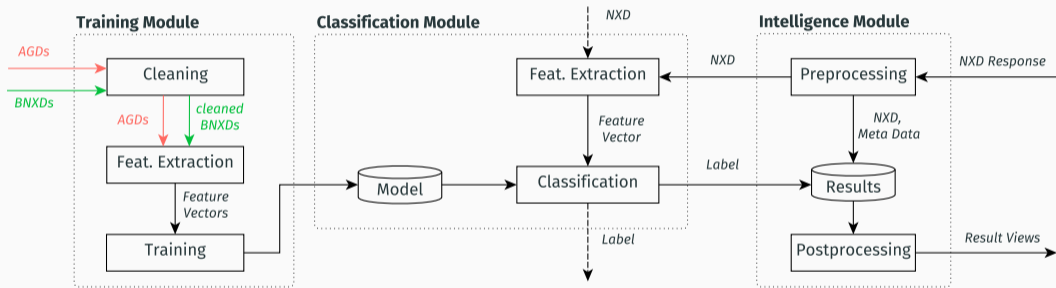 Training Module
AGDs
BNXDs
Cleaning
AGDs
cleaned
BNXDs
Feat. Extraction
Feature
Vectors
Training
Classification Module
NXD
Feat. Extraction
Feature
Vector
Model
Classification
Label
NXD
Label
Intelligence Module
NXD Response
Preprocessing
NXD,
Meta Data
Results
Postprocessing
Result Views